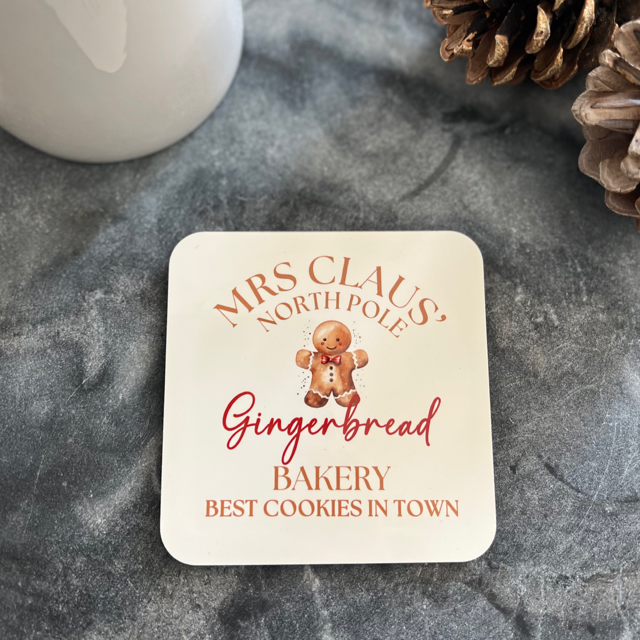 MRS CLAUS'
NORTH POLE
Gingerbread
BAKERY
BEST COOKIES IN TOWN